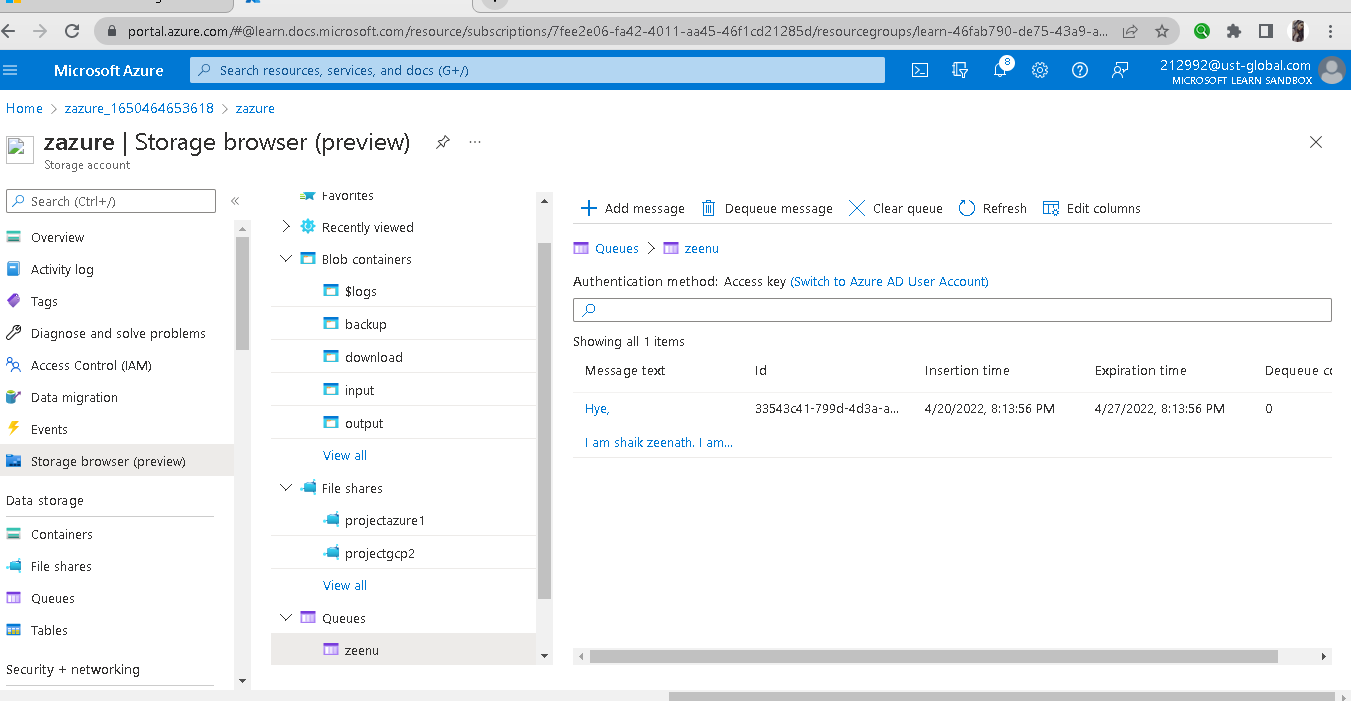 portal.azure.com/#@learn.docs.microsoft.com/resource/subscriptions/7fee2e06-fa42-4011-aa45-46f1cd21285d/resourcegroups/learn-46fab790-de75-43a9-a...
Microsoft Azure
Search resources, services, and docs (G+/)
8
212992@ust-global.com
MICROSOFT LEARN SANDBOX
Home > zazure_1650464653618 > zazure
zazure | Storage browser (preview)
...
Storage account
Search (Ctrl+/)
«
Overview
Activity log
Tags
Diagnose and solve problems
Access Control (IAM)
Data migration
Events
Storage browser (preview)
Data storage
Containers
File shares
Queues
Tables
Security + networking
Favorites
Recently viewed
Blob containers
$logs
backup
download
input
output
View all
File shares
projectazure1
projectgcp2
View all
Queues
zeenu
Add message Dequeue message Clear queue Refresh Edit columns
Queues > zeenu
Authentication method: Access key (Switch to Azure AD User Account)
Showing all 1 items
Message text Id Insertion time Expiration time Dequeue
Hye, 33543c41-799d-4d3a-a... 4/20/2022, 8:13:56 PM 4/27/2022, 8:13:56 PM 0
I am shaik zeenath. I am...